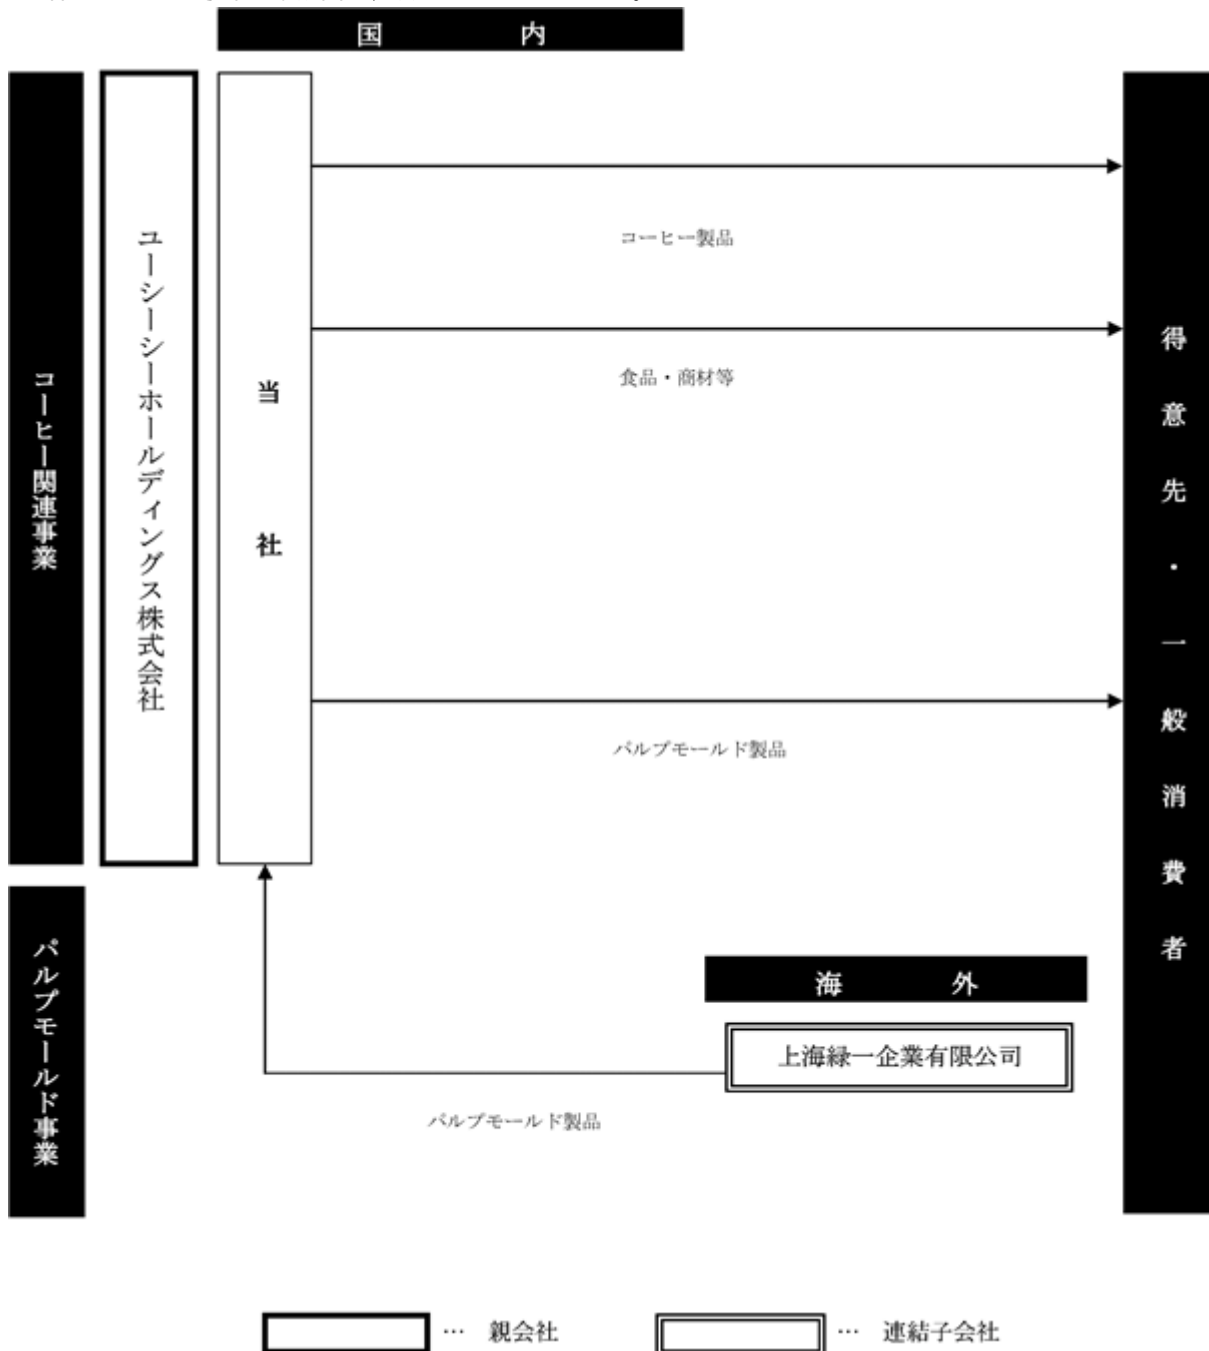 国内
コーヒー関連事業
ユーシーシーホールディングス株式会社
当社
コーヒー製品
食品・商材等
パルプモールド製品
得意先・一般消費者
パルプモールド事業
海外
上海緑一企業有限公司
パルプモールド製品
… 親会社
… 連結子会社